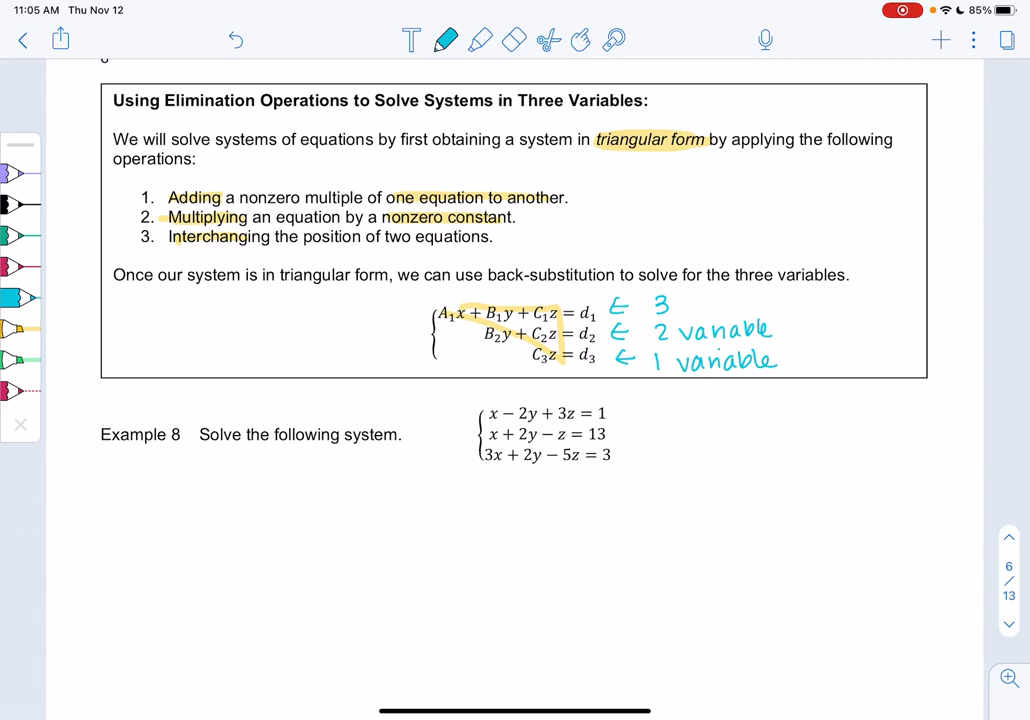 11:05 AM Thu Nov 12
85%
Using Elimination Operations to Solve Systems in Three Variables:
We will solve systems of equations by first obtaining a system in triangular form by applying the following
operations:
1. Adding a nonzero multiple of one equation to another.
2. Multiplying an equation by a nonzero constant.
3. Interchanging the position of two equations.
Once our system is in triangular form, we can use back-substitution to solve for the three variables.
A₁x + B₁y + C₁z = d₁ ← 3
B₂y + C₂z = d₂ ← 2 variable
C₃z = d₃ ← 1 variable
x − 2y + 3z = 1
Example 8 Solve the following system. x + 2y − z = 13
3x + 2y − 5z = 3
6
/
13